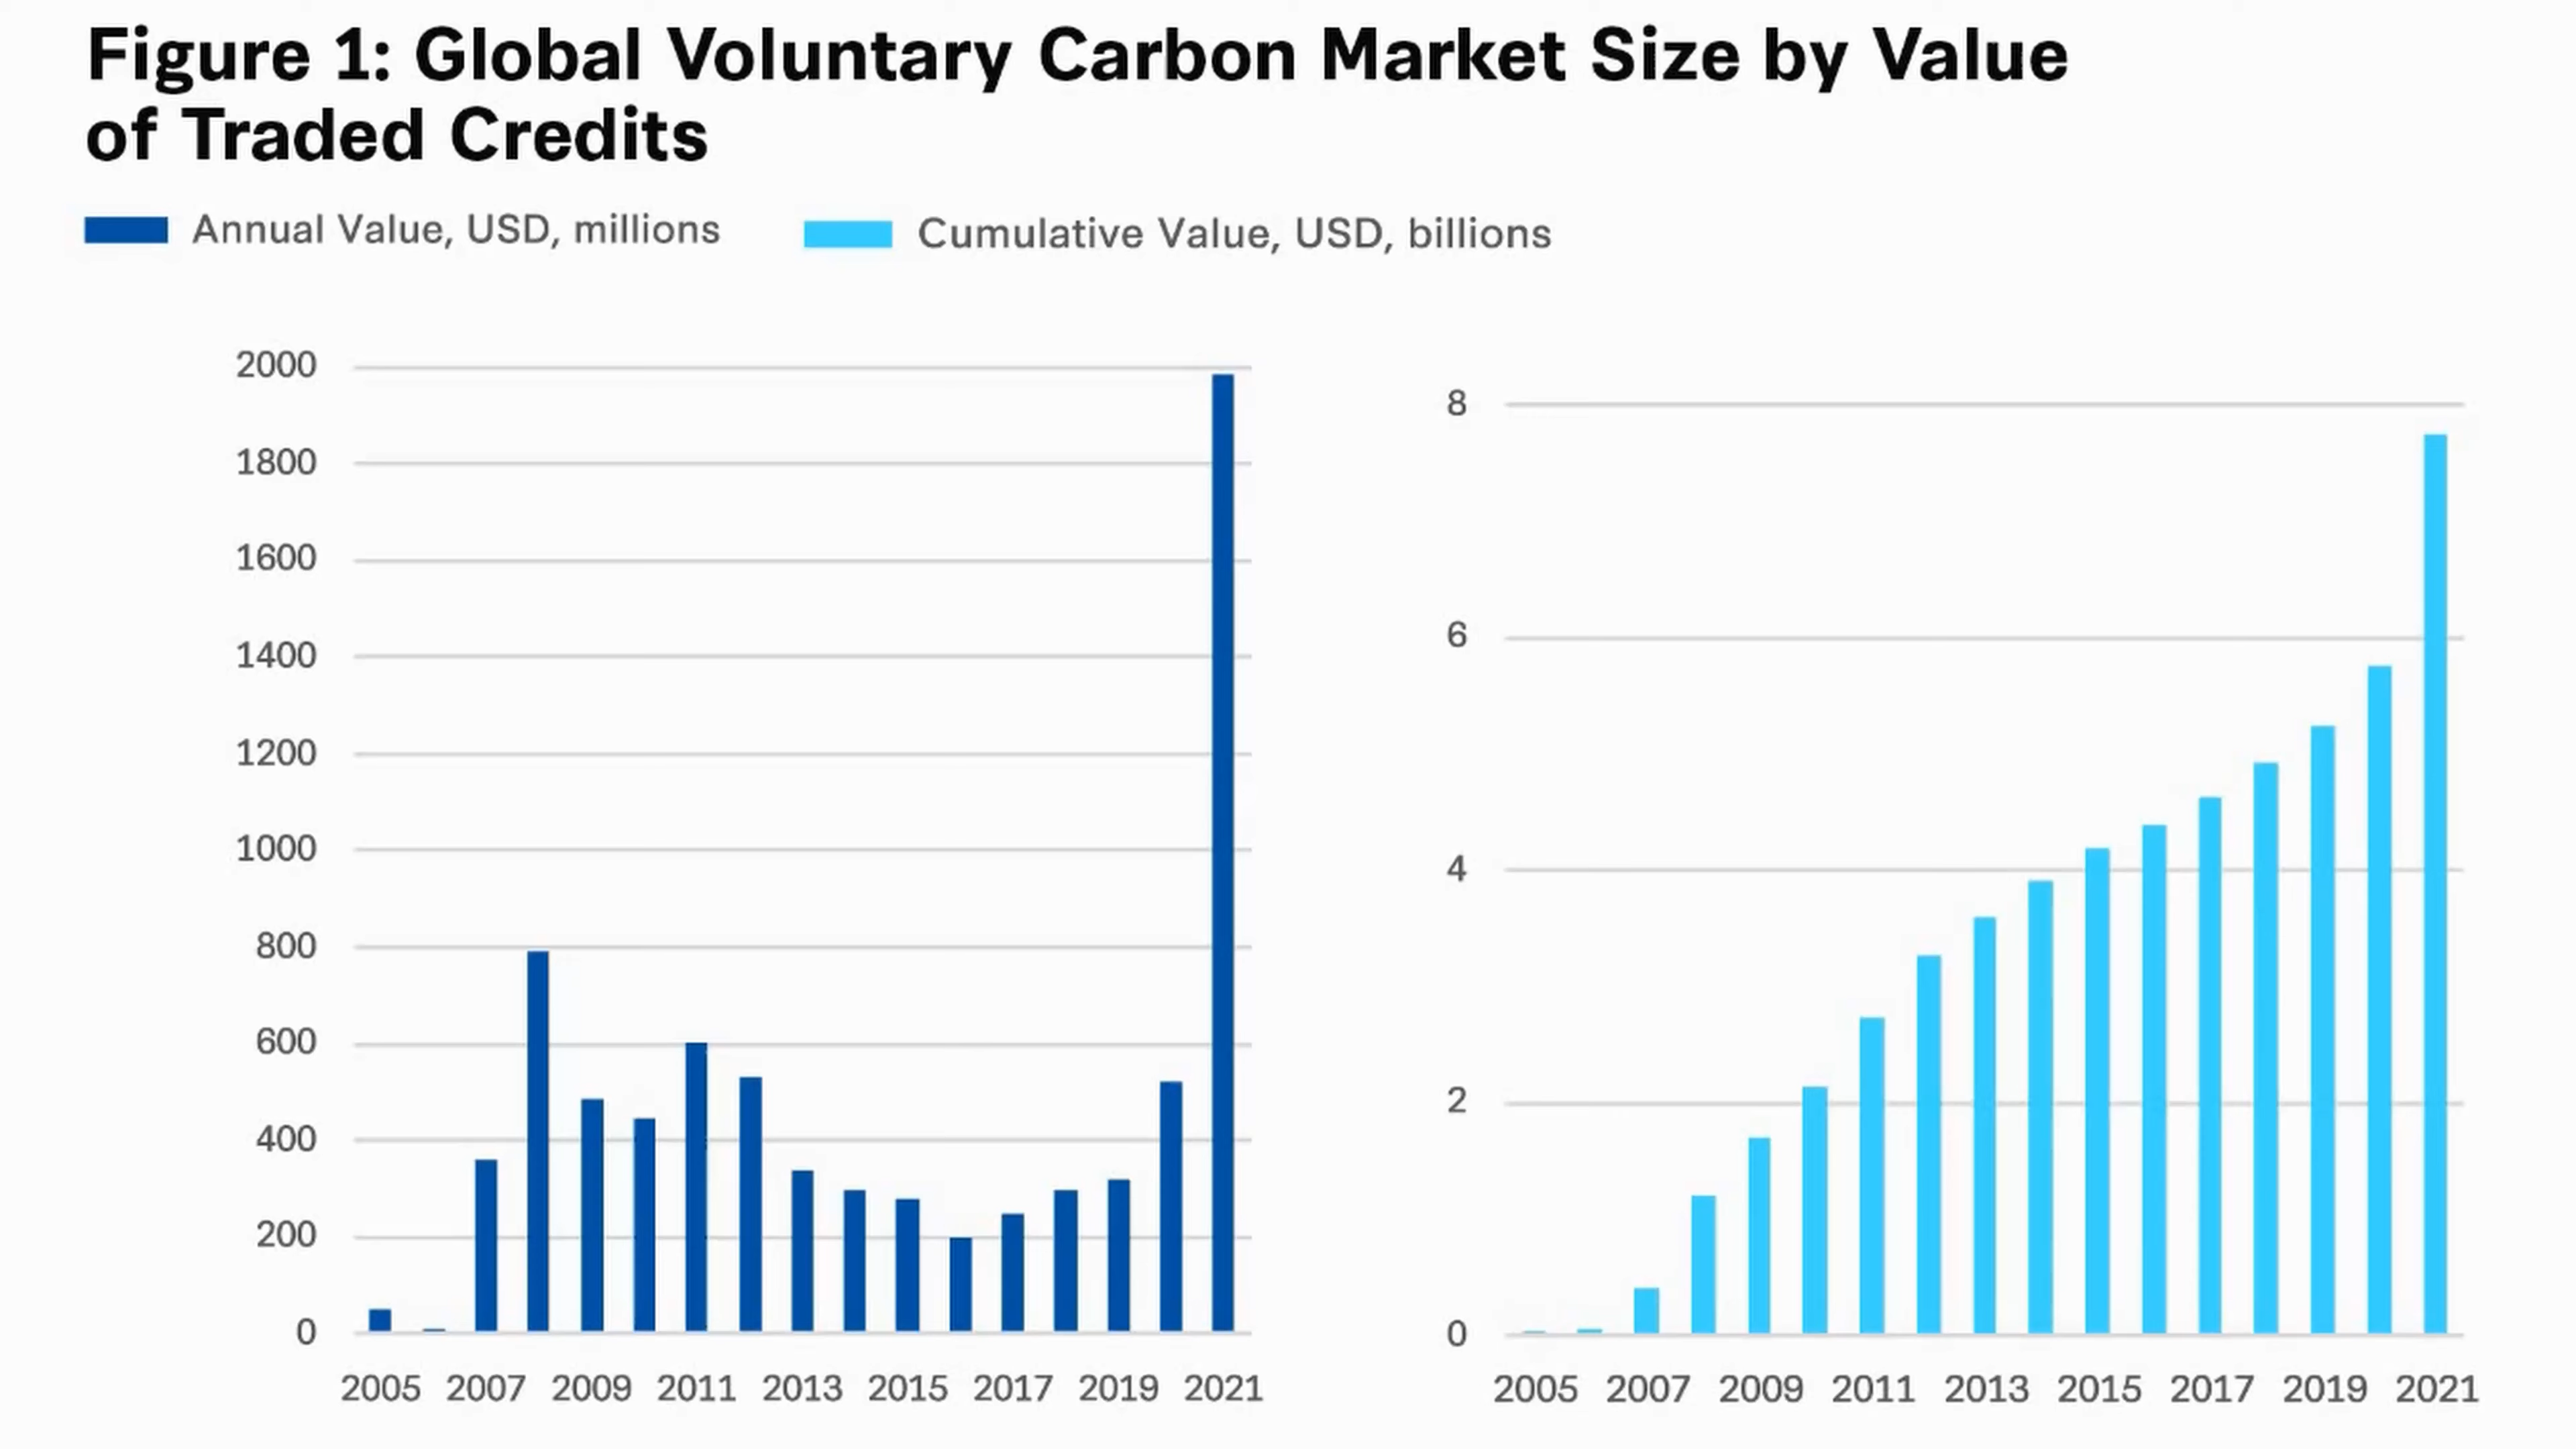 Figure 1: Global Voluntary Carbon Market Size by Value
of Traded Credits
Annual Value, USD, millions
Cumulative Value, USD, billions
2000
1800
1600
1400
1200
1000
800
600
400
200
0
2005 2007 2009 2011 2013 2015 2017 2019 2021
8
6
4
2
0
2005 2007 2009 2011 2013 2015 2017 2019 2021